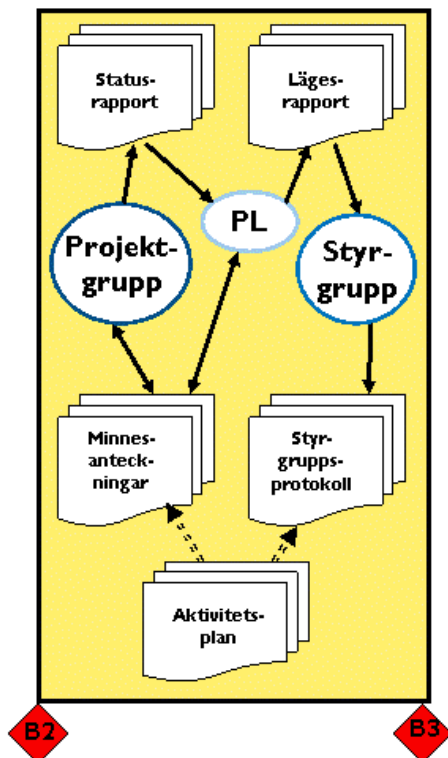 Status-
rapport
Läges-
rapport
PL
Projekt-
grupp
Styr-
grupp
Minnes-
anteck-
ningar
Styr-
grupps-
protokoll
Aktivitets-
plan
B2
B3